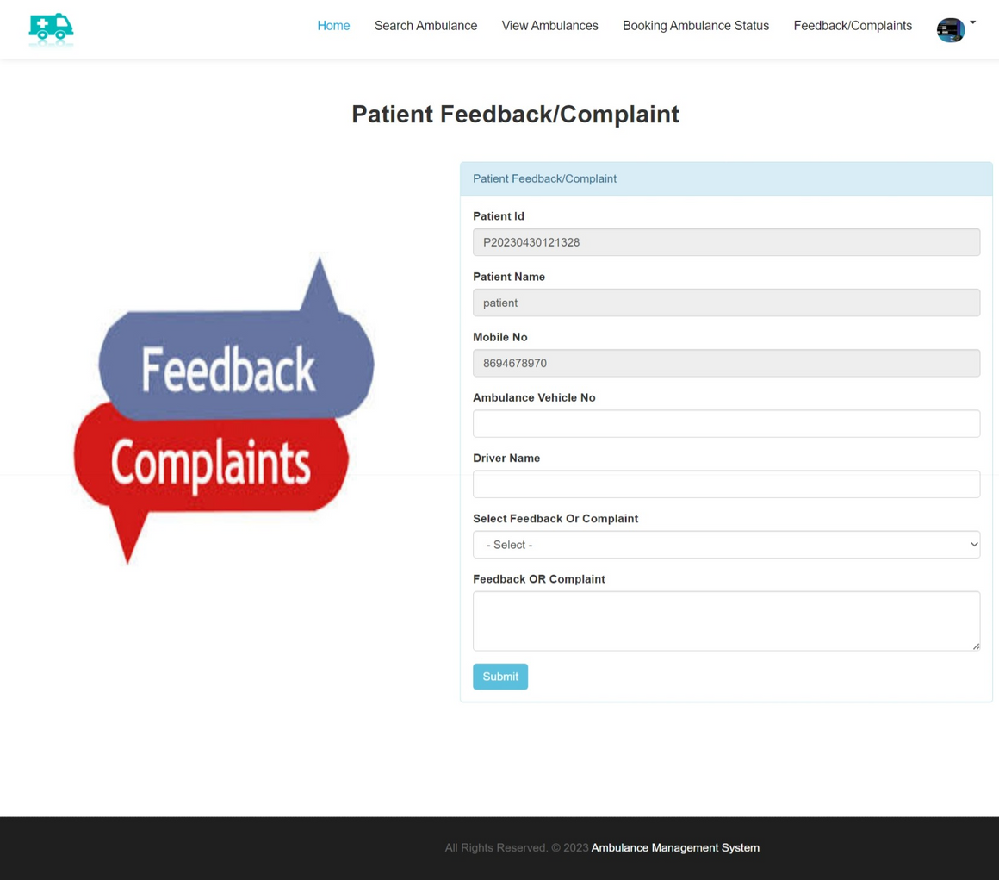 Home Search Ambulance View Ambulances Booking Ambulance Status Feedback/Complaints
Patient Feedback/Complaint
Feedback
Complaints
Patient Feedback/Complaint
Patient Id
P20230430121328
Patient Name
patient
Mobile No
8694678970
Ambulance Vehicle No
Driver Name
Select Feedback Or Complaint
- Select -
Feedback OR Complaint
Submit
All Rights Reserved. © 2023 Ambulance Management System